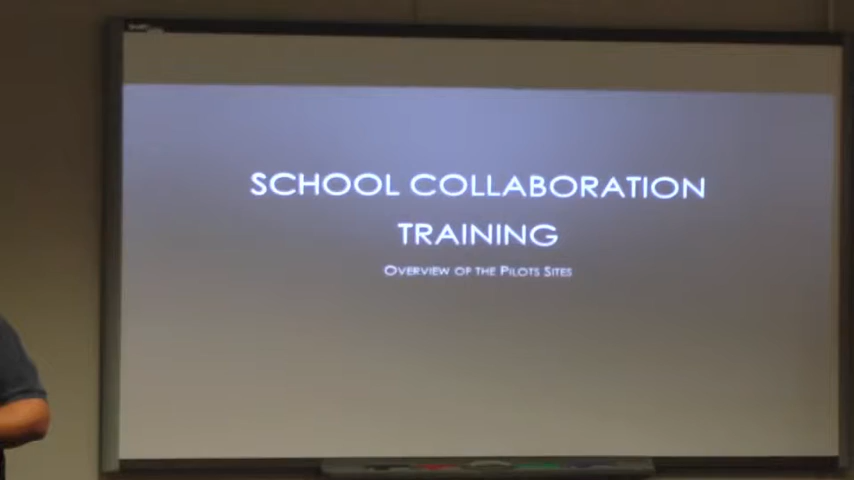 SCHOOL COLLABORATION
TRAINING
OVERVIEW OF THE PILOTS SITES